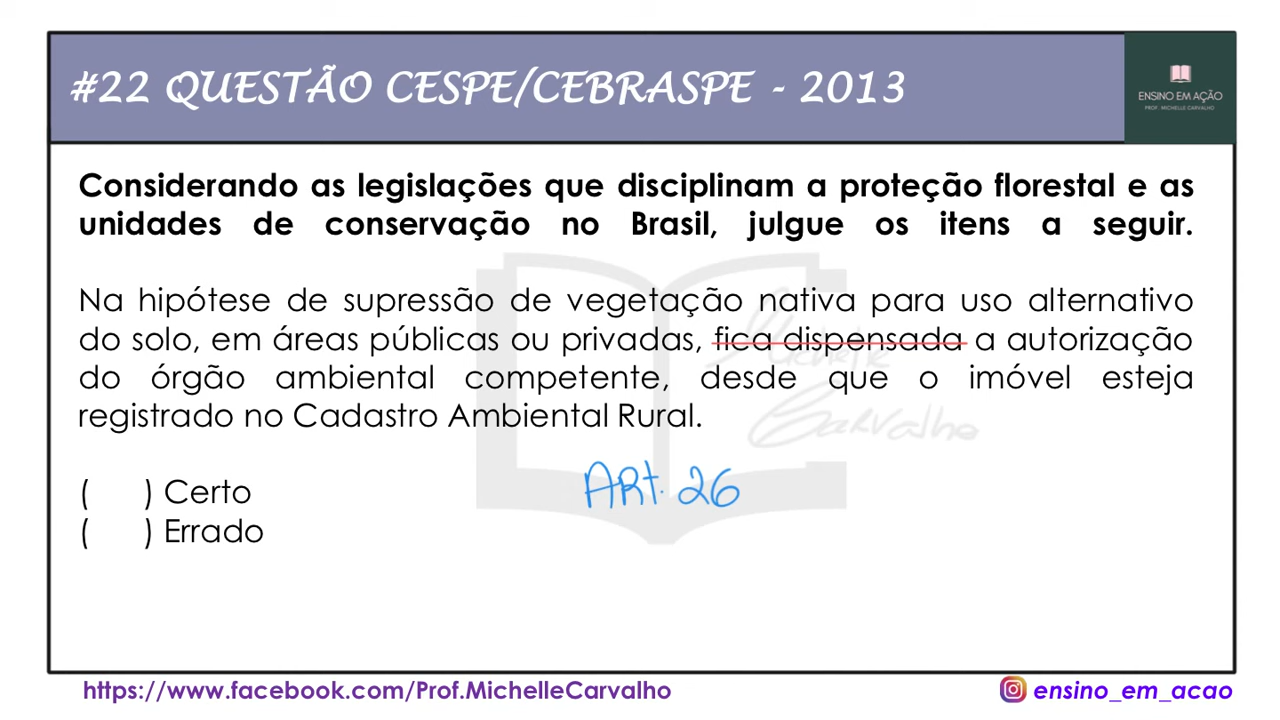 #22 QUESTÃO CESPE/CEBRASPE - 2013
ENSINO EM AÇÃO
PROF. MICHELLE CARVALHO
Considerando as legislações que disciplinam a proteção florestal e as
unidades de conservação no Brasil, julgue os itens a seguir.
Na hipótese de supressão de vegetação nativa para uso alternativo
do solo, em áreas públicas ou privadas, fica dispensada a autorização
do órgão ambiental competente, desde que o imóvel esteja
registrado no Cadastro Ambiental Rural.
Michelle
Carvalho
ARt. 26
( ) Certo
( ) Errado
https://www.facebook.com/Prof.MichelleCarvalho
ensino_em_acao